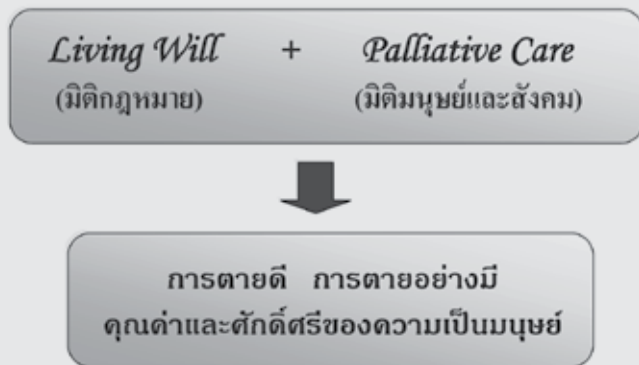 Living Will + Palliative Care
(มิติกฎหมาย) (มิติมนุษย์และสังคม)
การตายดี การตายอย่างมี
คุณค่าและศักดิ์ศรีของความเป็นมนุษย์